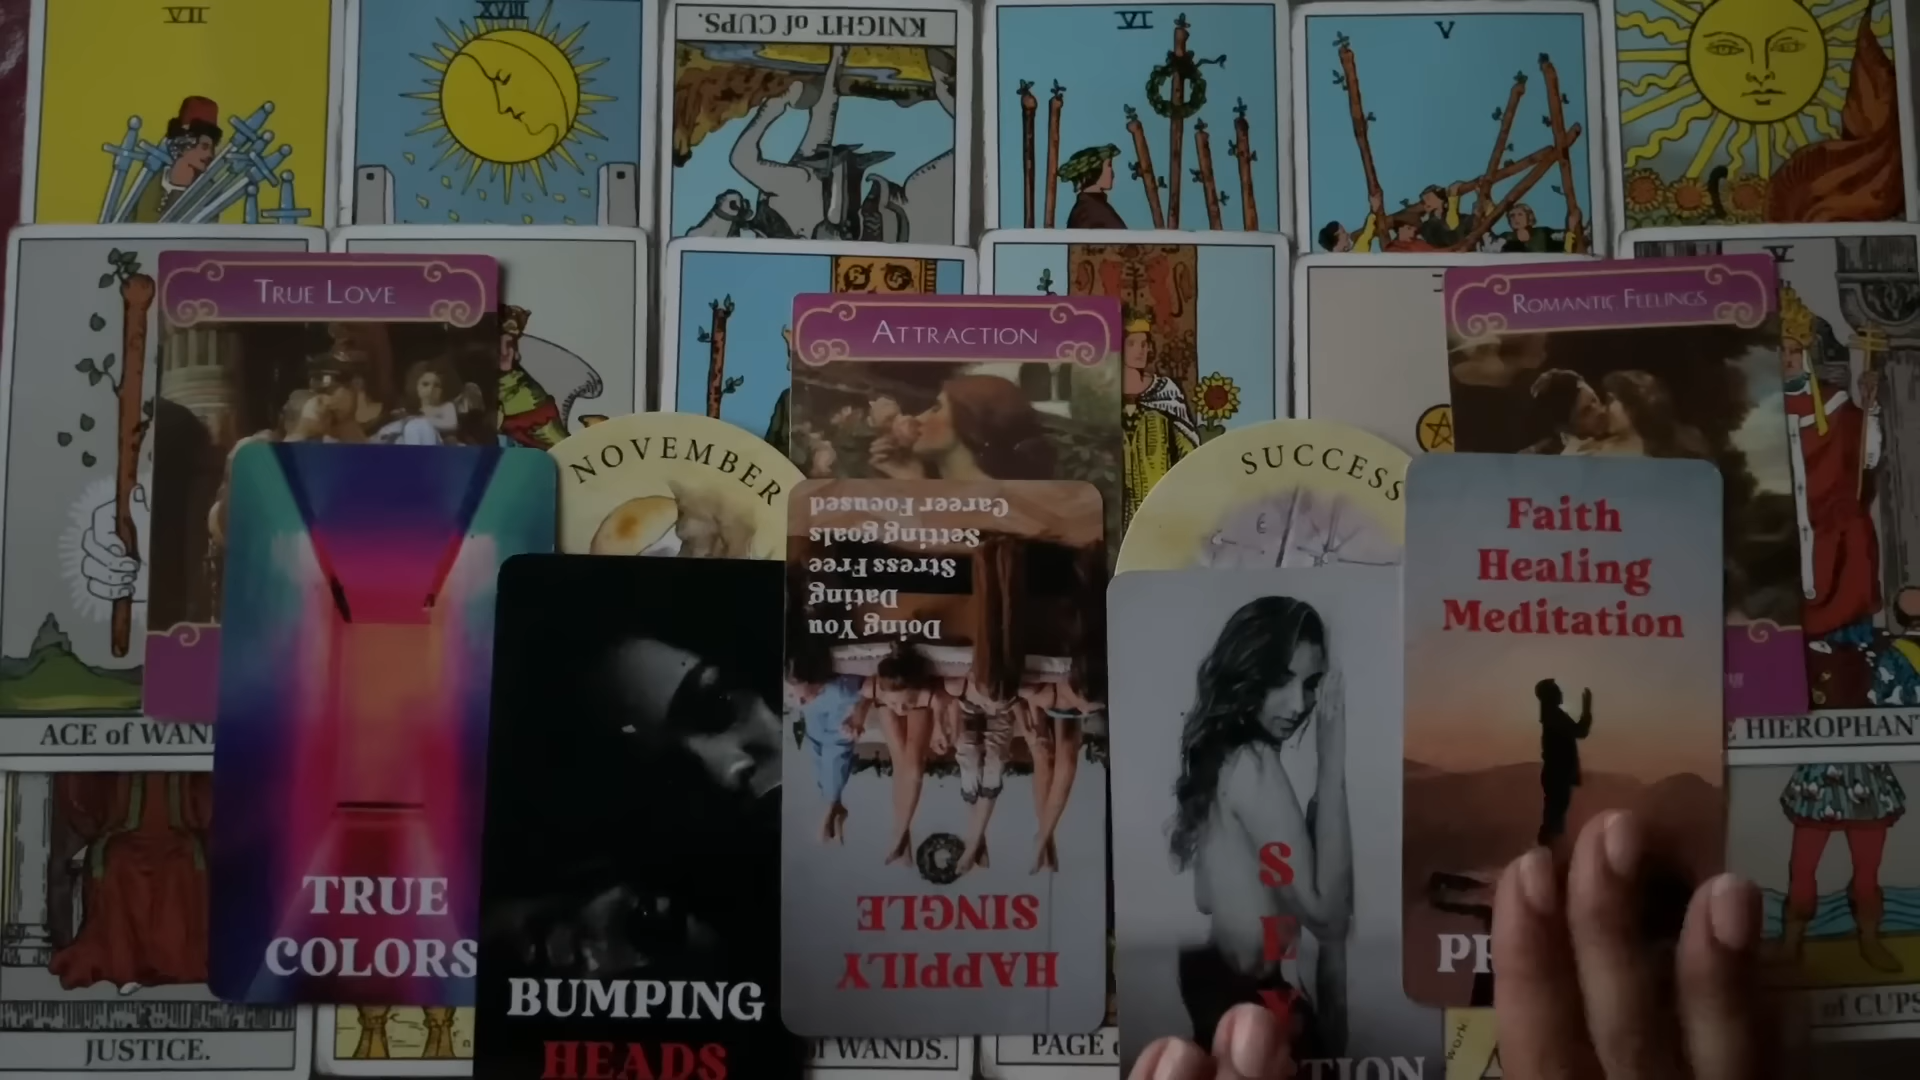 VII
XVIII
KNIGHT of CUPS.
VI
V
TRUE LOVE
ATTRACTION
ROMANTIC FEELINGS
V
NOVEMBER
SUCCESS
Faith
Healing
Meditation
HAPPILY
SINGLE
Doing You
Dating
Stress Free
Setting goals
Career Focused
ACE of
HIEROPHANT
TRUE
COLORS
BUMPING
HEADS
JUSTICE.
WANDS.
PAGE
of CUPS
work